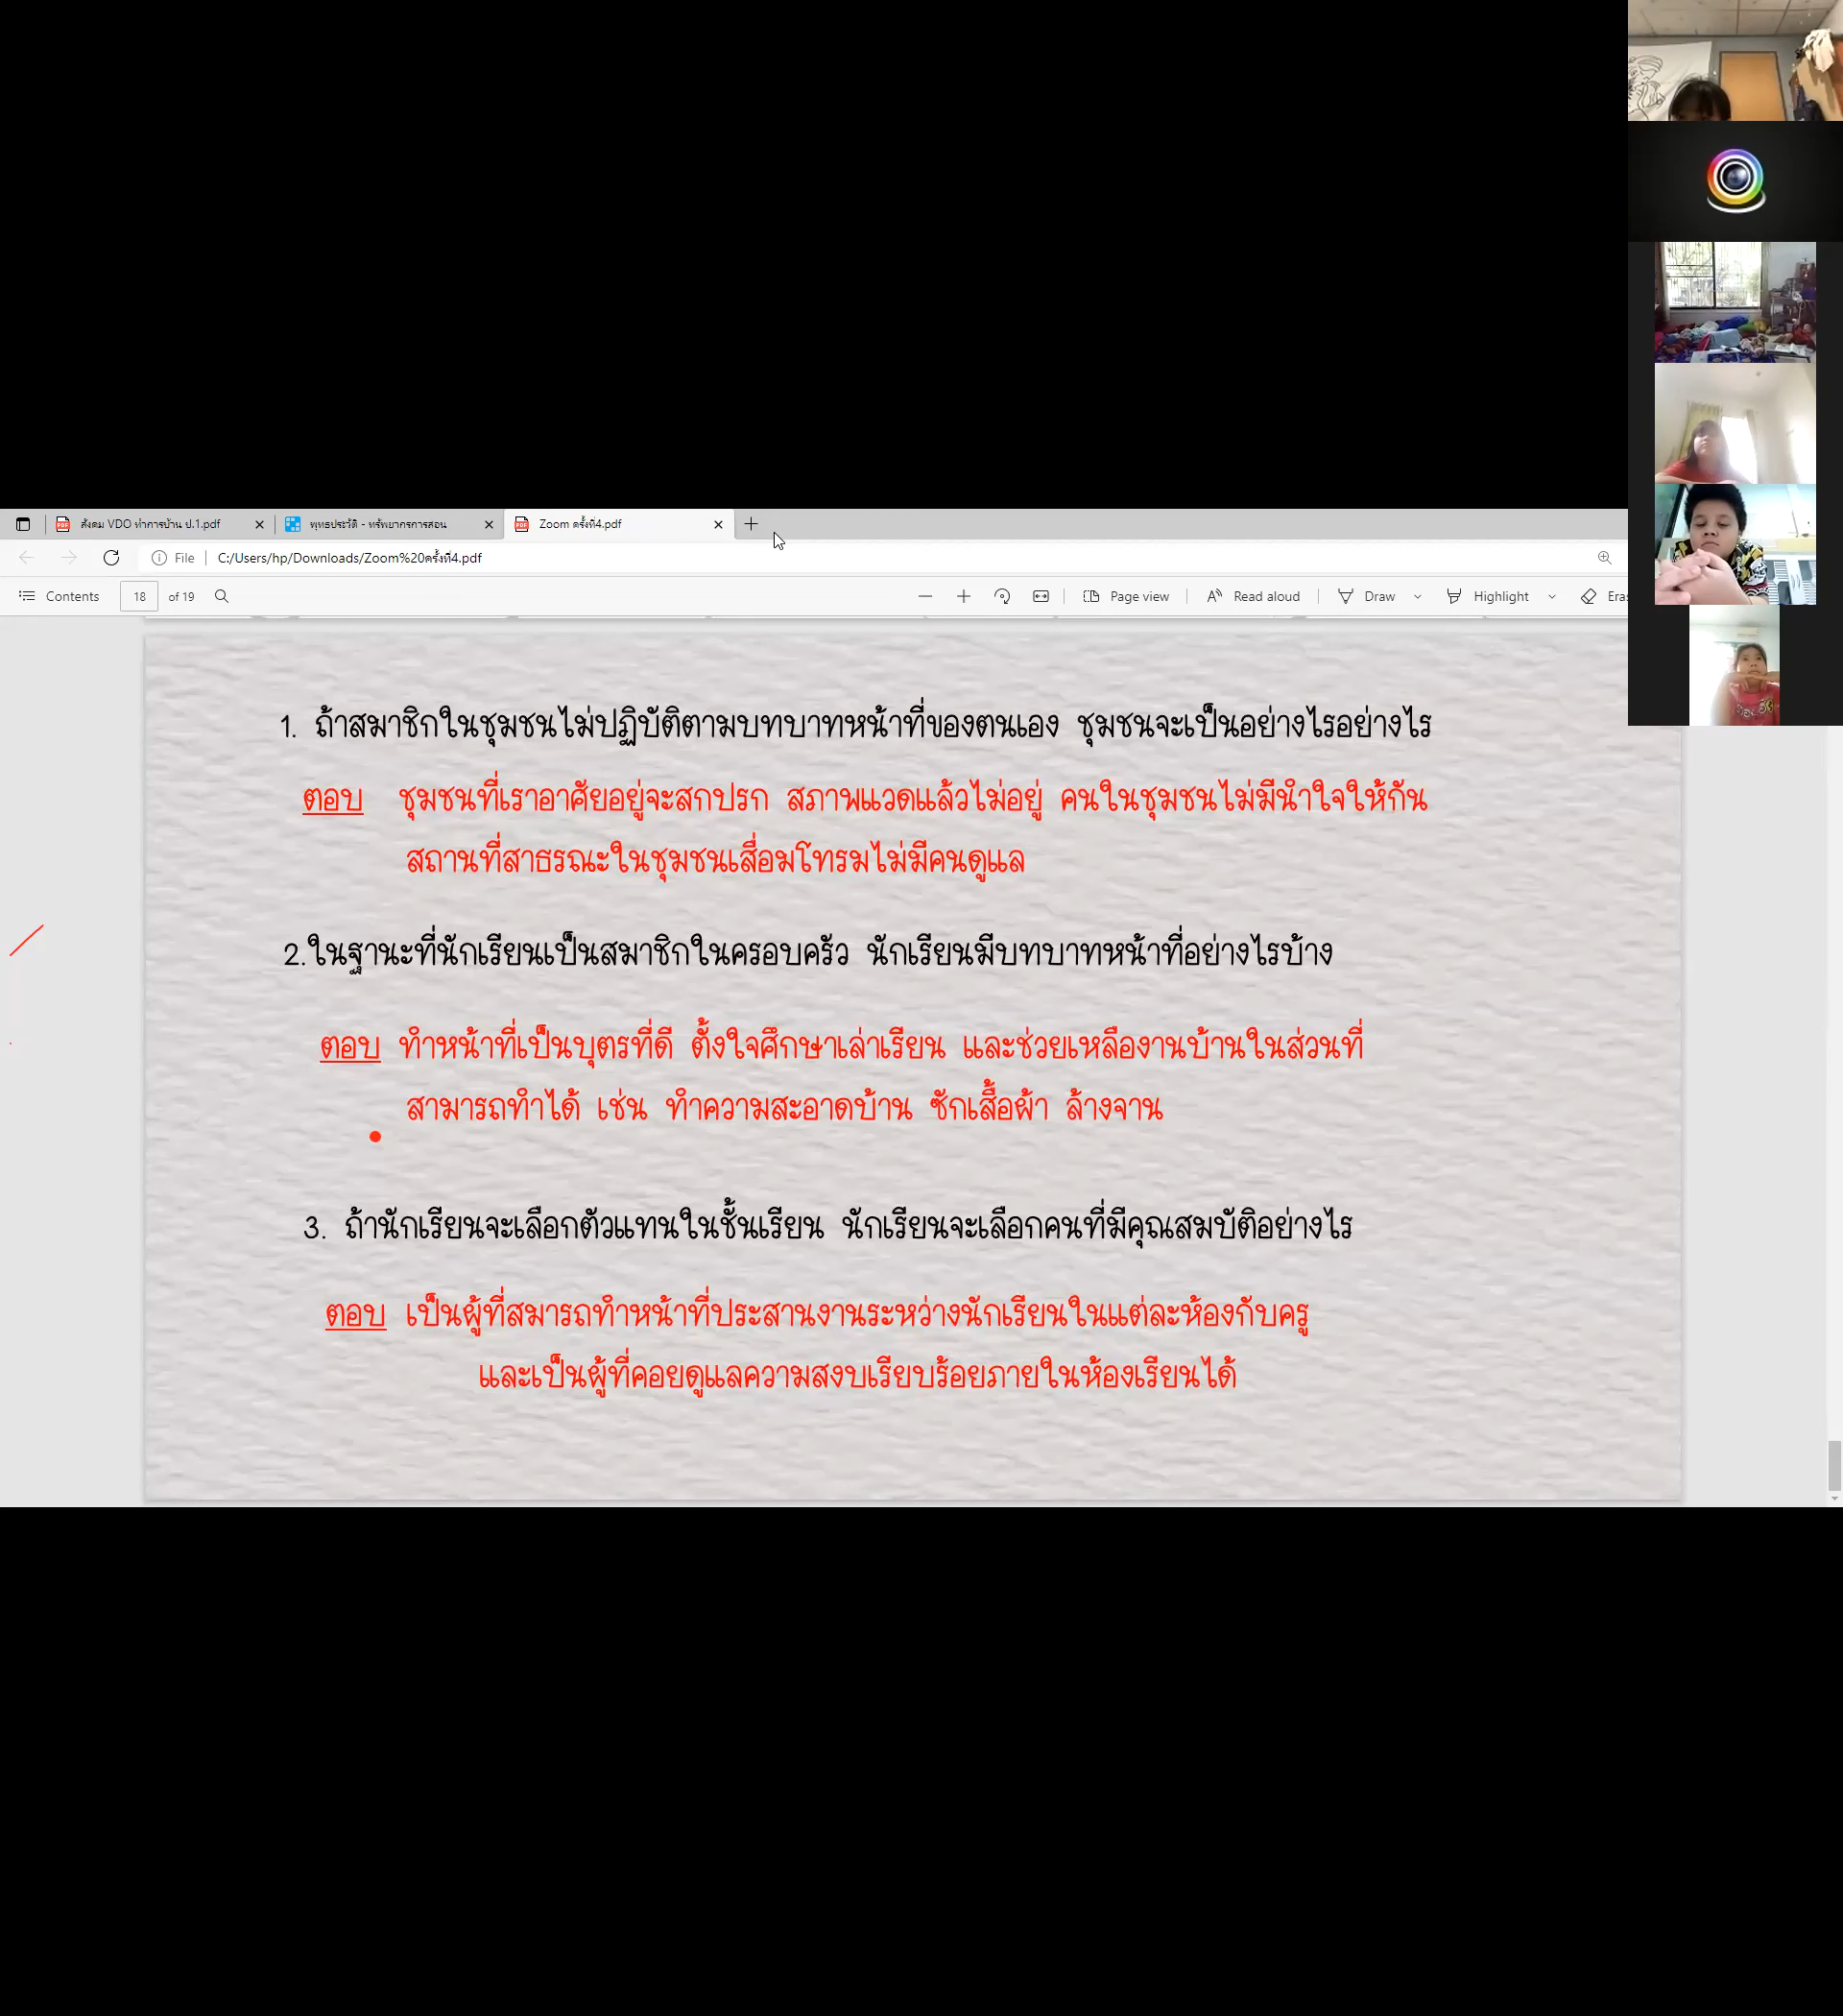 สังคม VDO ทำการบ้าน ป.1.pdf
พุทธประวัติ - ทรัพยากรการสอน
Zoom ครั้งที่4.pdf
File
C:/Users/hp/Downloads/Zoom%20ครั้งที่4.pdf
Contents
18 of 19
Page view
Read aloud
Draw
Highlight
Eras
1. ถ้าสมาชิกในชุมชนไม่ปฏิบัติตามบทบาทหน้าที่ของตนเอง ชุมชนจะเป็นอย่างไรอย่างไร
ตอบ ชุมชนที่เราอาศัยอยู่จะสกปรก สภาพแวดแล้วไม่อยู่ คนในชุมชนไม่มีนำใจให้กัน
สถานที่สาธรณะในชุมชนเสื่อมโทรมไม่มีคนดูแล
2.ในฐานะที่นักเรียนเป็นสมาชิกในครอบครัว นักเรียนมีบทบาทหน้าที่อย่างไรบ้าง
ตอบ ทำหน้าที่เป็นบุตรที่ดี ตั้งใจศึกษาเล่าเรียน และช่วยเหลืองานบ้านในส่วนที่
สามารถทำได้ เช่น ทำความสะอาดบ้าน ซักเสื้อผ้า ล้างจาน
3. ถ้านักเรียนจะเลือกตัวแทนในชั้นเรียน นักเรียนจะเลือกคนที่มีคุณสมบัติอย่างไร
ตอบ เป็นผู้ที่สมารถทำหน้าที่ประสานงานระหว่างนักเรียนในแต่ละห้องกับครู
และเป็นผู้ที่คอยดูแลความสงบเรียบร้อยภายในห้องเรียนได้